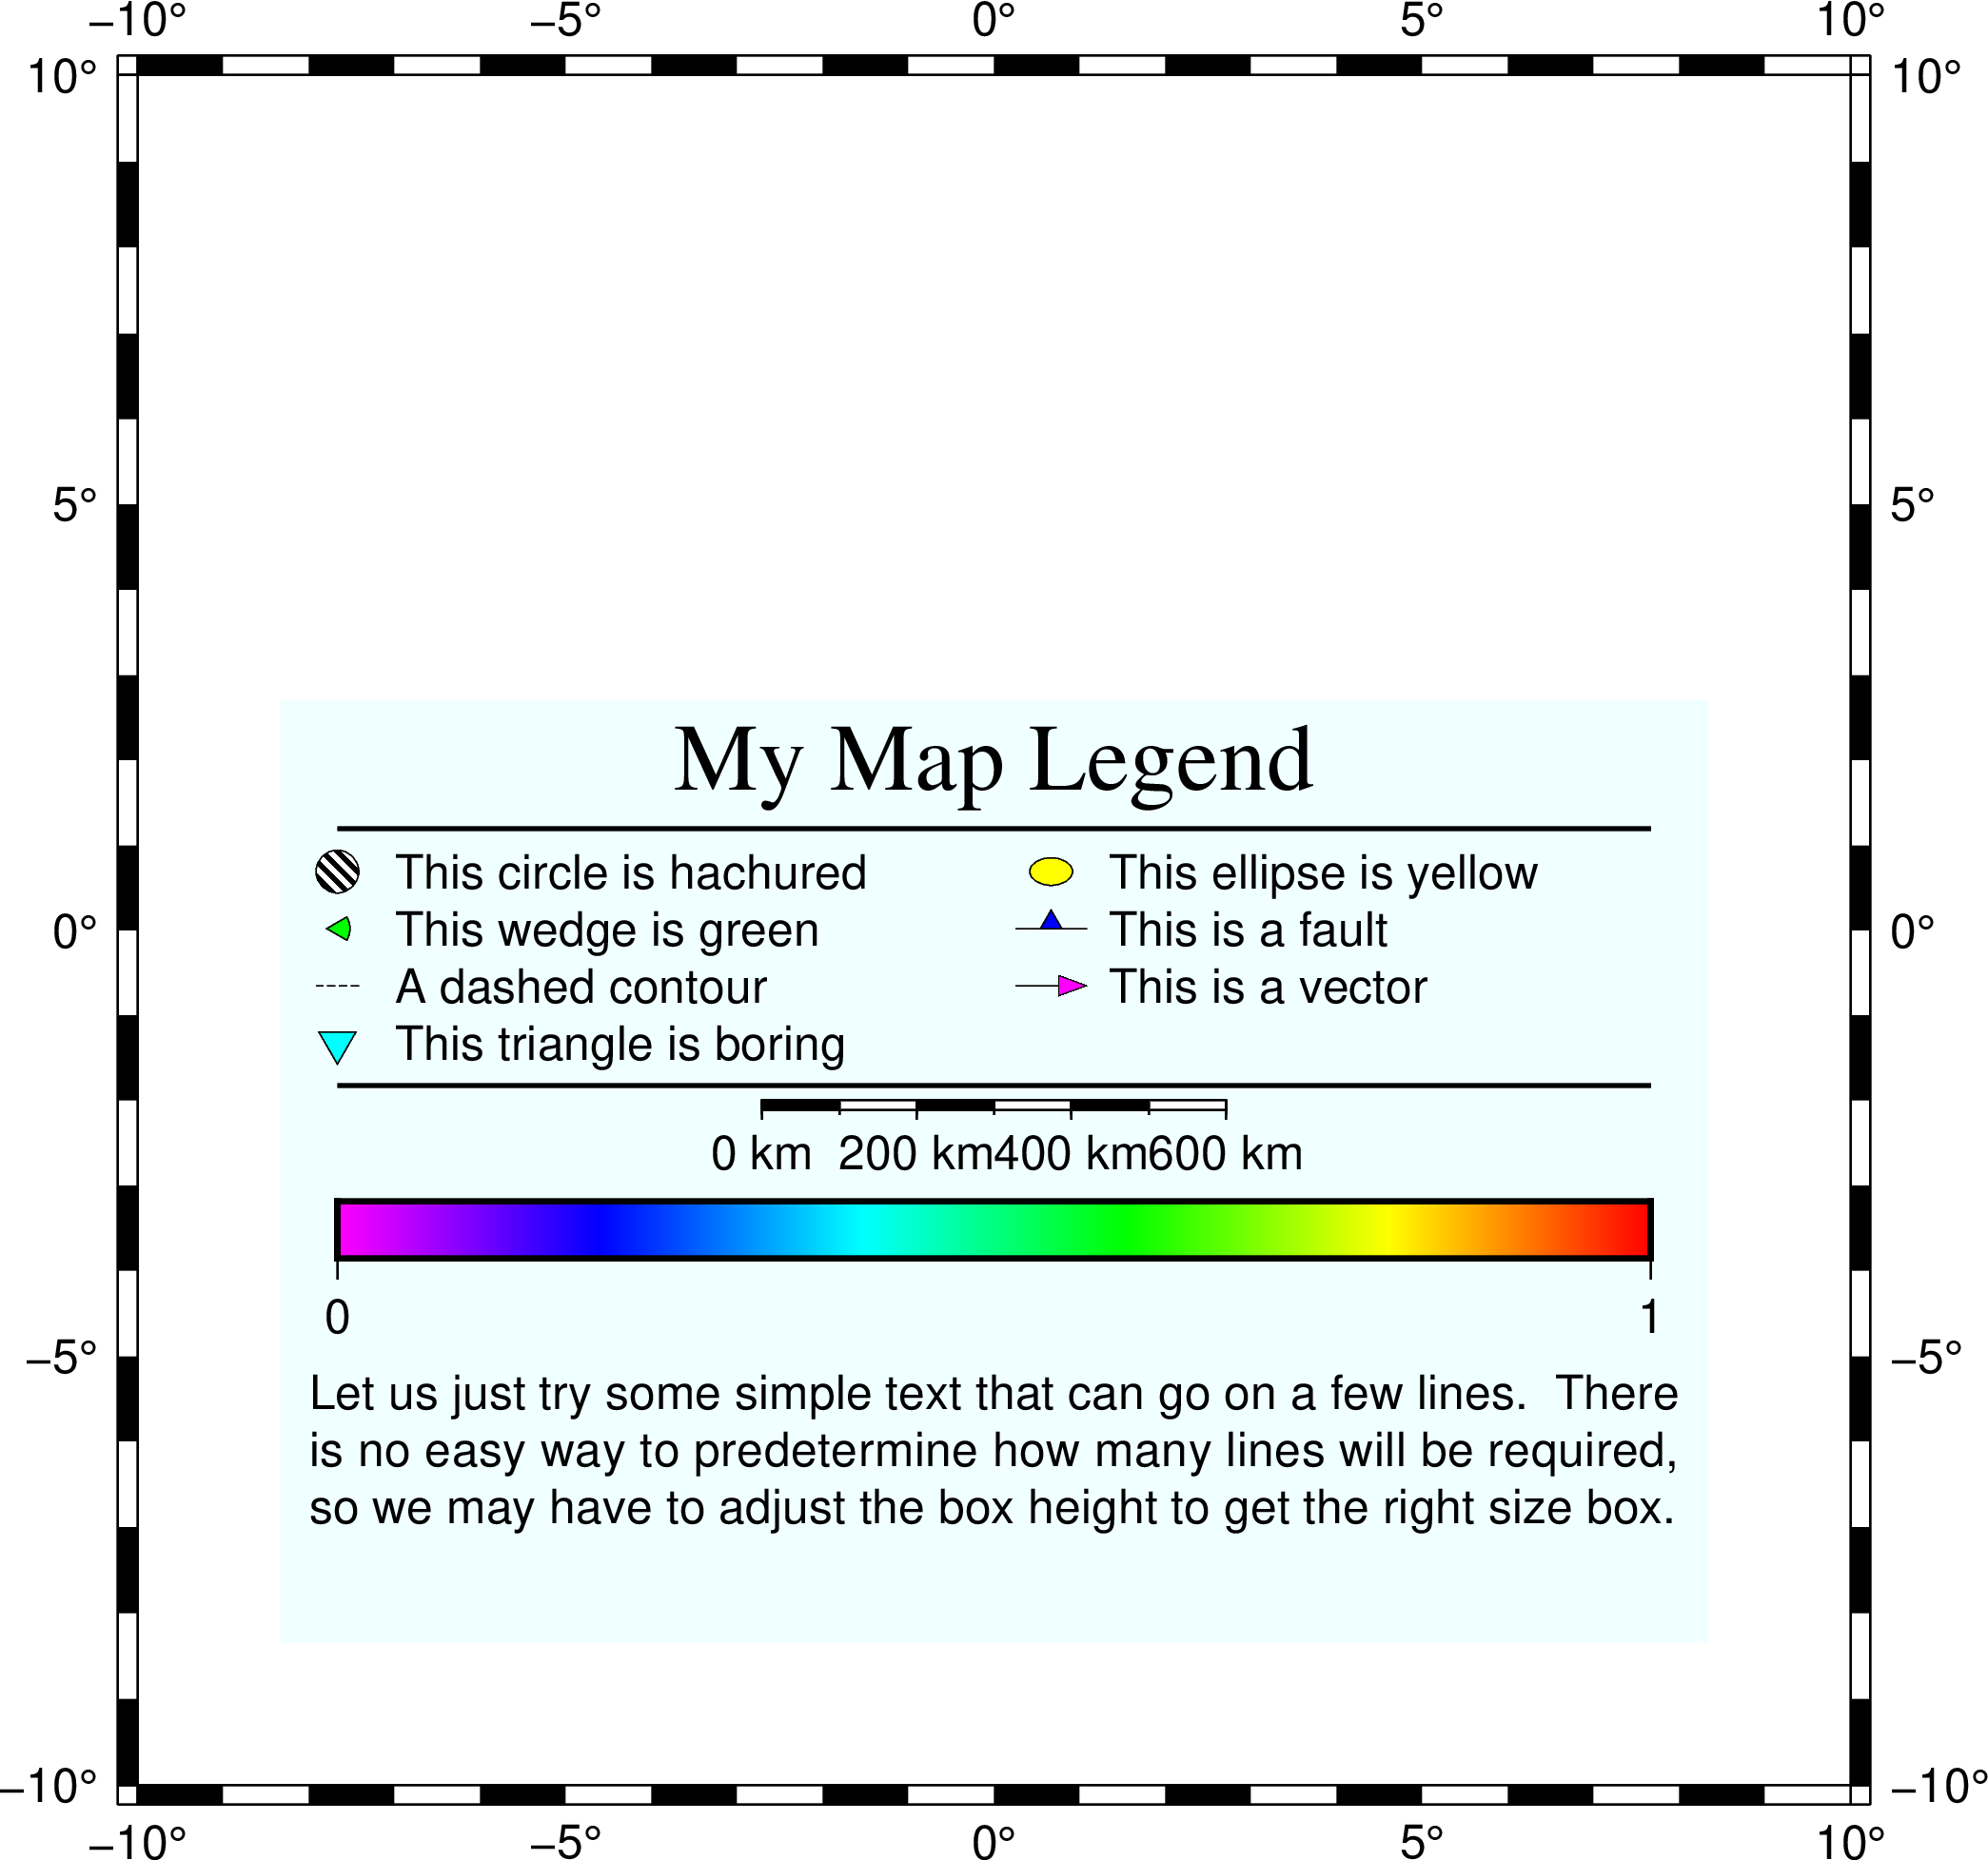 −10° −5° 0° 5° 10°
10° 10°
5° 5°
My Map Legend
This circle is hachured This ellipse is yellow
This wedge is green This is a fault
0° 0°
A dashed contour This is a vector
This triangle is boring
0 km 200 km 400 km 600 km
0 1
−5° −5°
Let us just try some simple text that can go on a few lines.  There
is no easy way to predetermine how many lines will be required,
so we may have to adjust the box height to get the right size box.
−10° −10°
−10° −5° 0° 5° 10°